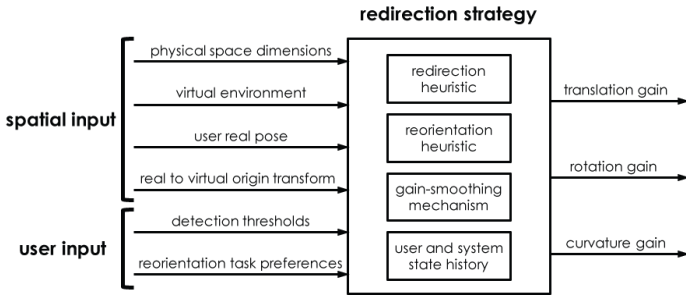 redirection strategy
spatial input
physical space dimensions
virtual environment
user real pose
real to virtual origin transform
user input
detection thresholds
reorientation task preferences
redirection
heuristic
reorientation
heuristic
gain-smoothing
mechanism
user and system
state history
translation gain
rotation gain
curvature gain